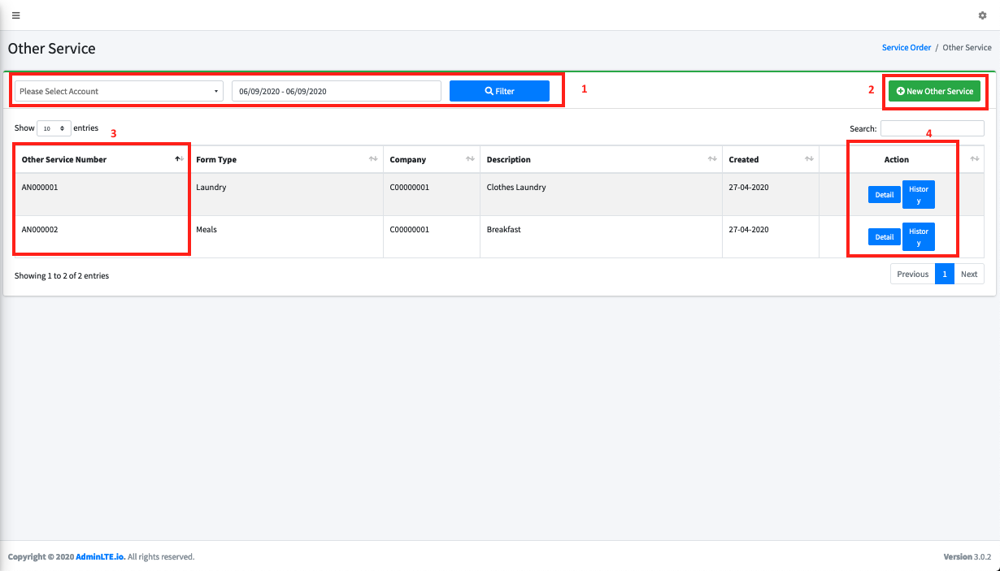 Other Service
Service Order / Other Service
Please Select Account
06/09/2020 - 06/09/2020
Filter
1
2
New Other Service
Show 10 entries
3
Search:
4
Other Service Number Form Type Company Description Created Action
AN000001 Laundry C00000001 Clothes Laundry 27-04-2020 Detail Histor
y
AN000002 Meals C00000001 Breakfast 27-04-2020 Detail Histor
y
Showing 1 to 2 of 2 entries
Previous 1 Next
Copyright © 2020 AdminLTE.io. All rights reserved.
Version 3.0.2